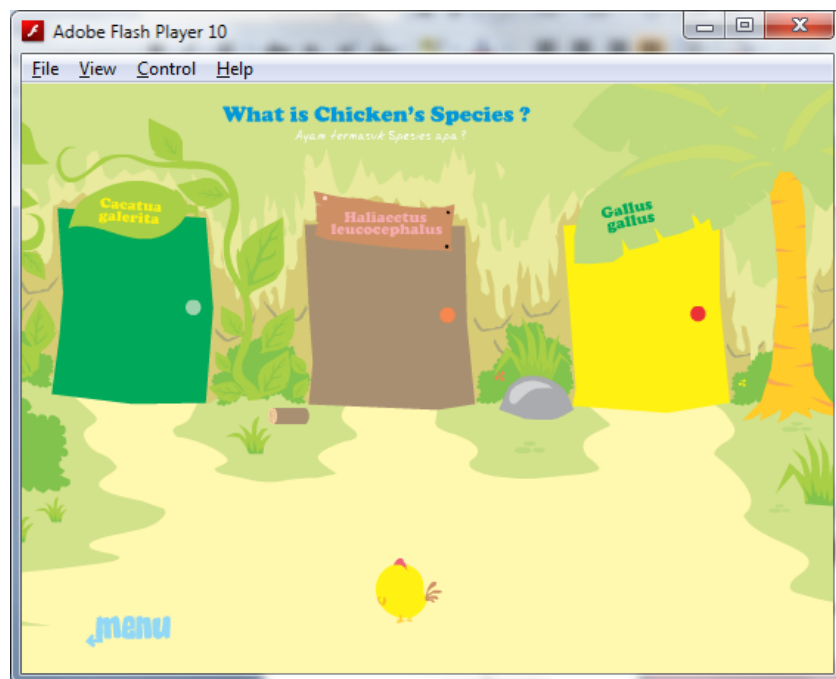 Adobe Flash Player 10
File View Control Help
What is Chicken's Species ?
Ayam termasuk Spesies apa ?
Cacatua
galerita
Haliaeetus
leucocephalus
Gallus
gallus
menu